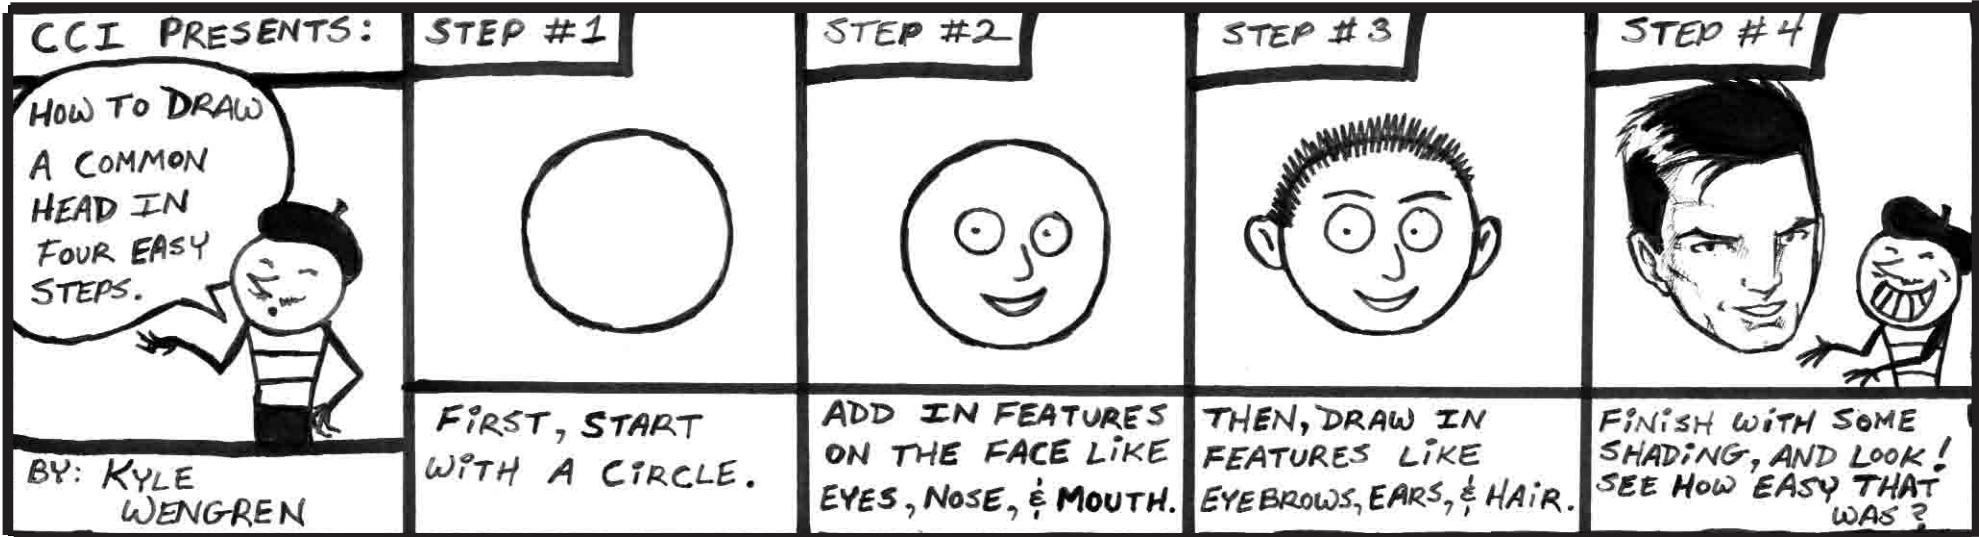 CCI PRESENTS:
HOW TO DRAW
A COMMON
HEAD IN
FOUR EASY
STEPS.
BY: KYLE
WENGREN
STEP #1
FIRST, START
WITH A CIRCLE.
STEP #2
ADD IN FEATURES
ON THE FACE LIKE
EYES, NOSE, & MOUTH.
STEP #3
THEN, DRAW IN
FEATURES LIKE
EYEBROWS, EARS, & HAIR.
STEP #4
FINISH WITH SOME
SHADING, AND LOOK!
SEE HOW EASY THAT
WAS?